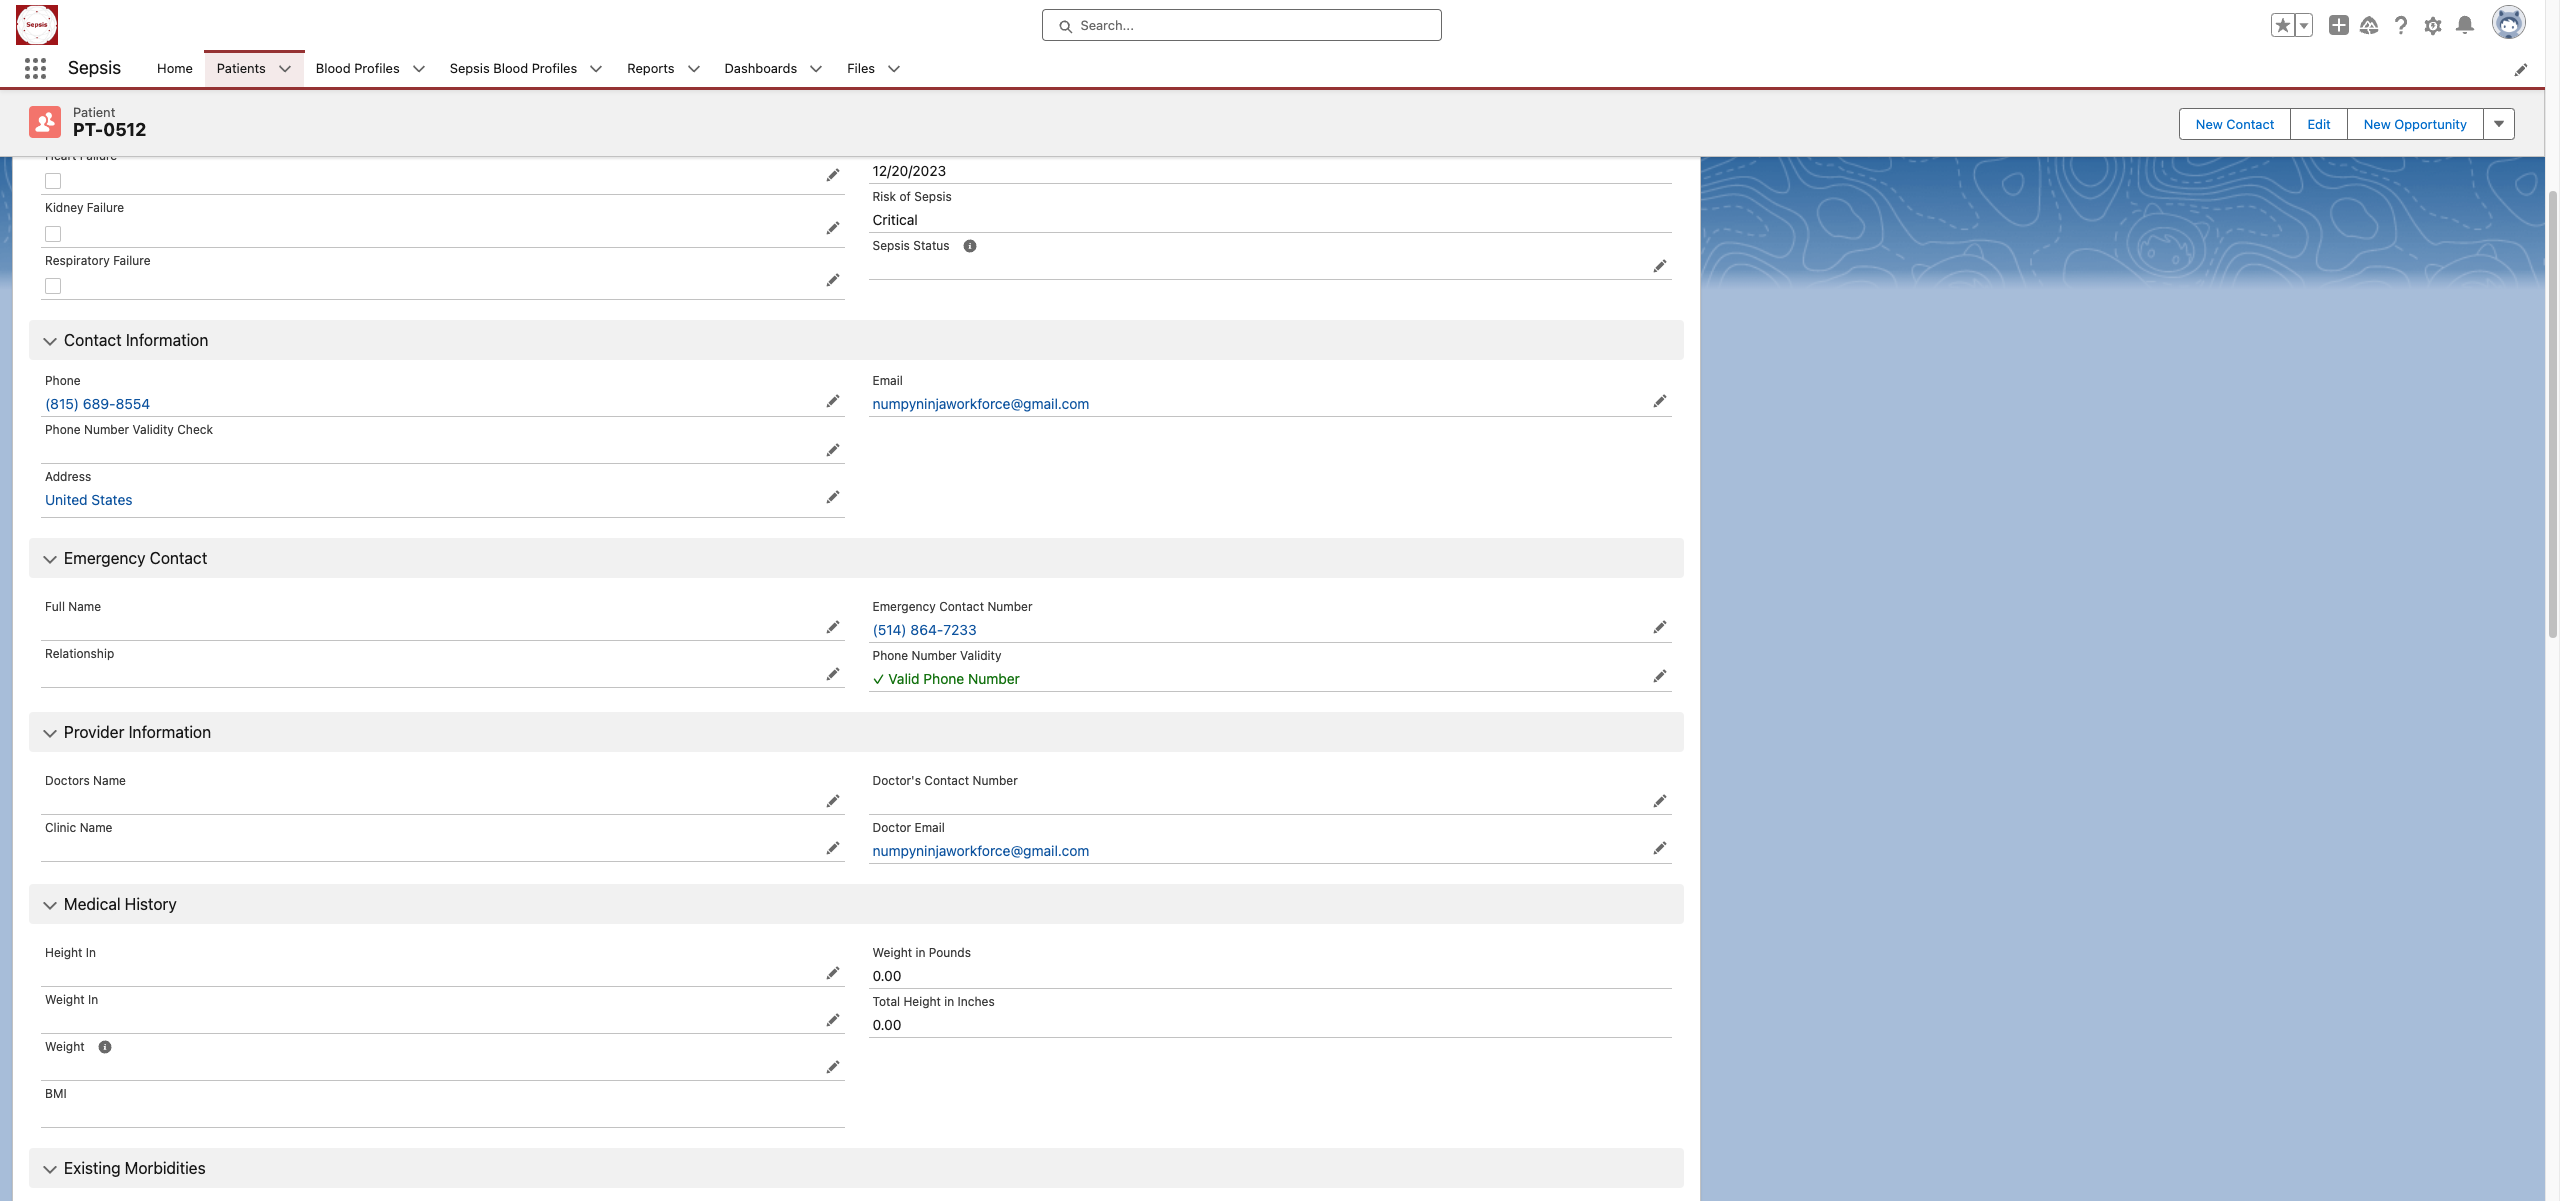 Sepsis
Search...
Sepsis
Home
Patients
Blood Profiles
Sepsis Blood Profiles
Reports
Dashboards
Files
Patient
PT-0512
New Contact
Edit
New Opportunity
Heart Failure
12/20/2023
Kidney Failure
Risk of Sepsis
Critical
Respiratory Failure
Sepsis Status
Contact Information
Phone
(815) 689-8554
Email
numpyninjaworkforce@gmail.com
Phone Number Validity Check
Address
United States
Emergency Contact
Full Name
Emergency Contact Number
(514) 864-7233
Relationship
Phone Number Validity
✓ Valid Phone Number
Provider Information
Doctors Name
Doctor's Contact Number
Clinic Name
Doctor Email
numpyninjaworkforce@gmail.com
Medical History
Height In
Weight in Pounds
0.00
Weight In
Total Height in Inches
0.00
Weight
BMI
Existing Morbidities